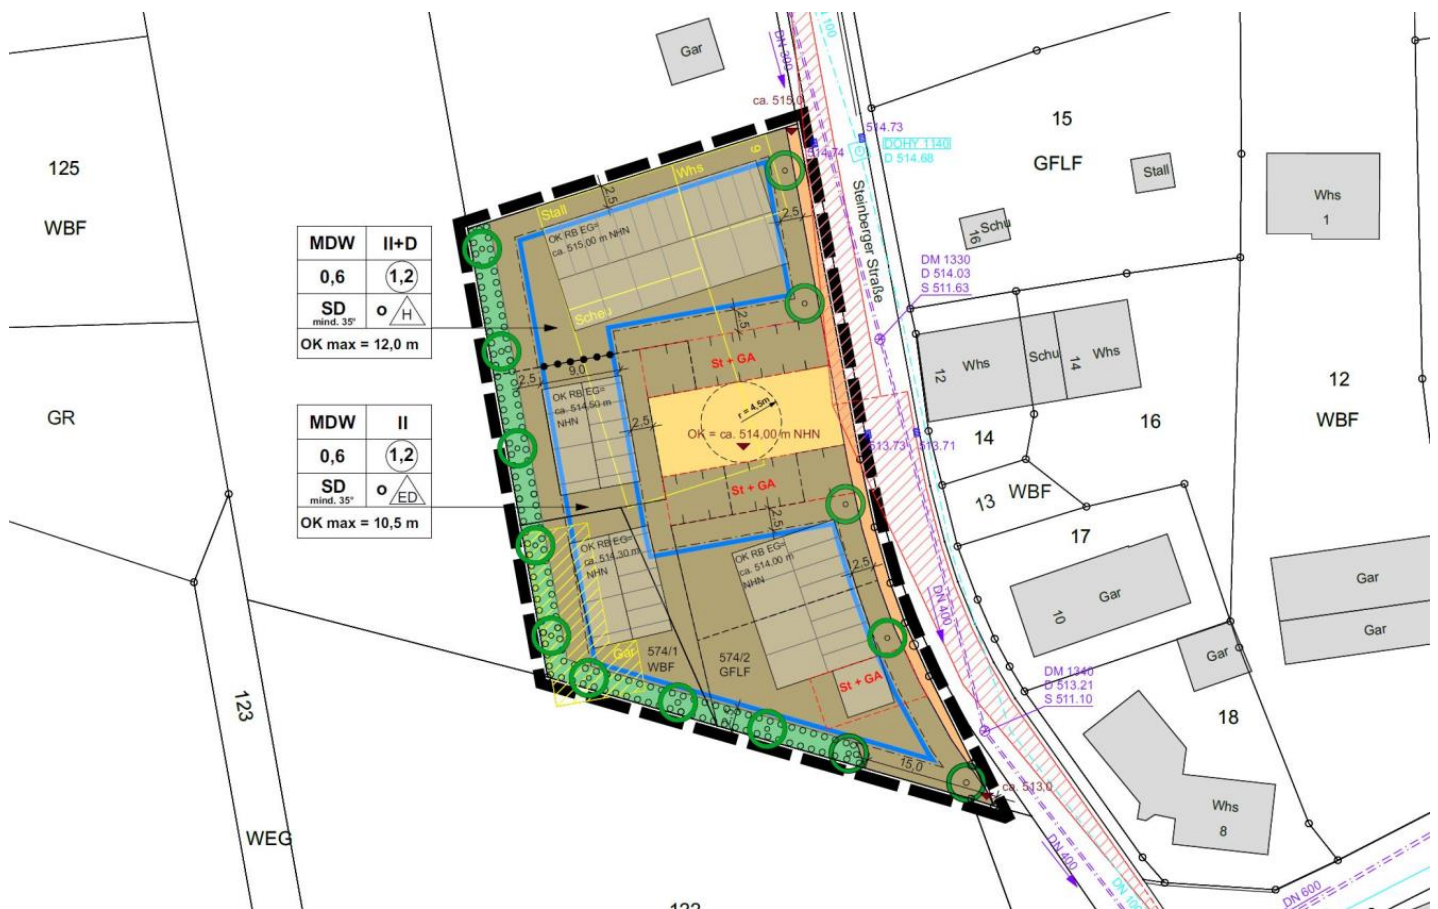 Gar
DN 300
N 100
ca. 515,0
514.73
514.74
DOHY 1140
D 514.68
15
GFLF
Stall
Schu
16
Whs
1
125
WBF
GR
MDW II+D
0,6 1,2
SD
mind. 35°
o H
OK max = 12,0 m
MDW II
0,6 1,2
SD
mind. 35°
o ED
OK max = 10,5 m
Stall
Whs
9
2,5
OK RB EG=
ca. 515,00 m NHN
2,5
Scheu
2,5
St + GA
9,0
2,5
OK RB EG=
ca. 514,50 m
NHN
2,5
r = 4,5m
OK = ca. 514,00 m NHN
St + GA
2,5
OK RB EG=
ca. 514,30 m
NHN
OK RB EG=
ca. 514,00 m
NHN
2,5
Gar
574/1
WBF
574/2
GFLF
St + GA
15,0
ca. 513,0
Steinberger Straße
DM 1330
D 514.03
S 511.63
513.73
513.71
12
Whs
Schu
14
Whs
14
16
13
WBF
12
WBF
17
10
Gar
Gar
Gar
Gar
DN 400
DM 1340
D 513.21
S 511.10
18
Whs
8
DN 400
DN 100
DN 600
123
WEG